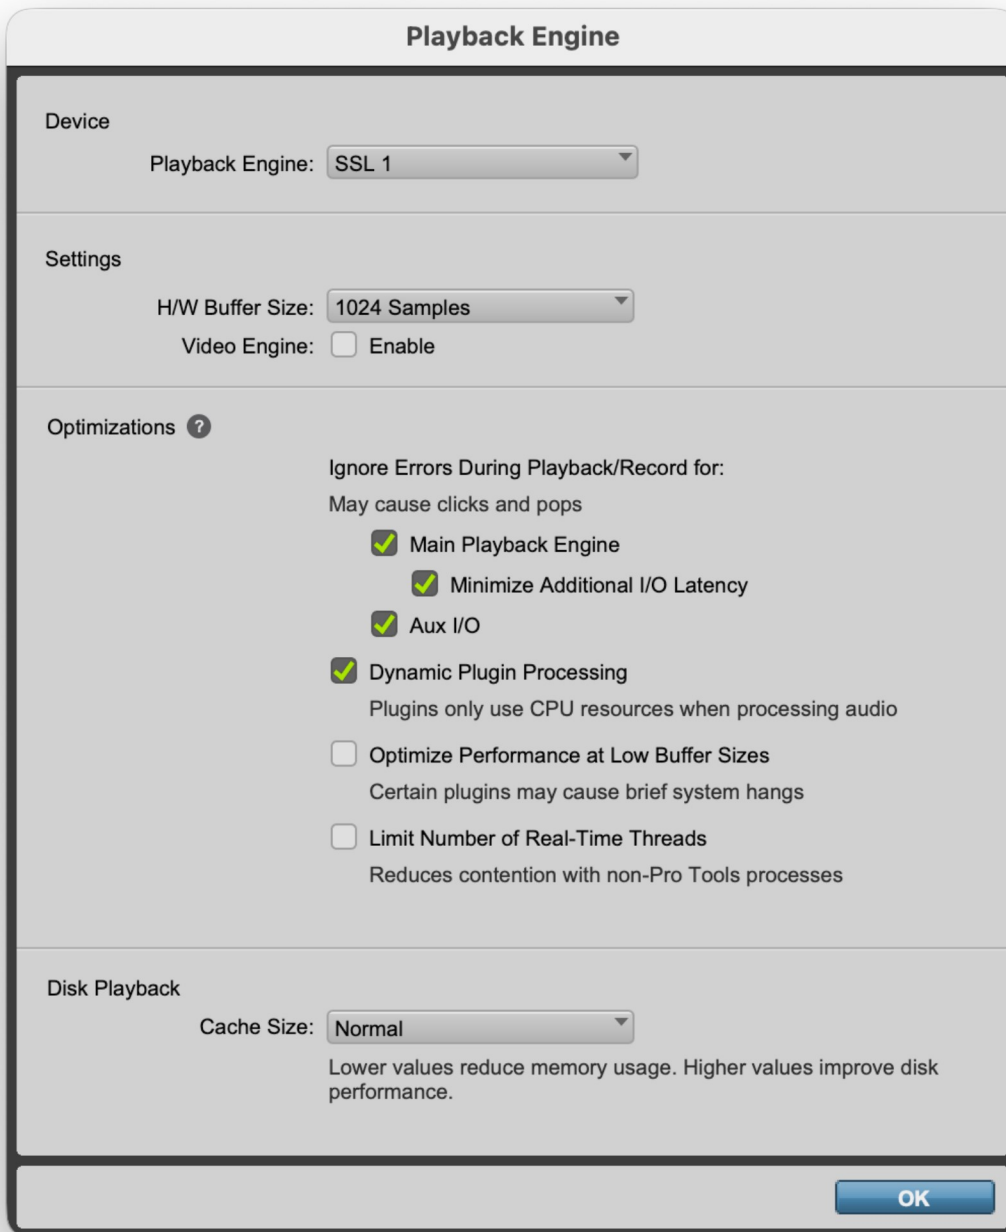 Playback Engine
Device
Playback Engine: SSL 1
Settings
H/W Buffer Size: 1024 Samples
Video Engine: Enable
Optimizations ?
Ignore Errors During Playback/Record for:
May cause clicks and pops
Main Playback Engine
Minimize Additional I/O Latency
Aux I/O
Dynamic Plugin Processing
Plugins only use CPU resources when processing audio
Optimize Performance at Low Buffer Sizes
Certain plugins may cause brief system hangs
Limit Number of Real-Time Threads
Reduces contention with non-Pro Tools processes
Disk Playback
Cache Size: Normal
Lower values reduce memory usage. Higher values improve disk
performance.
OK